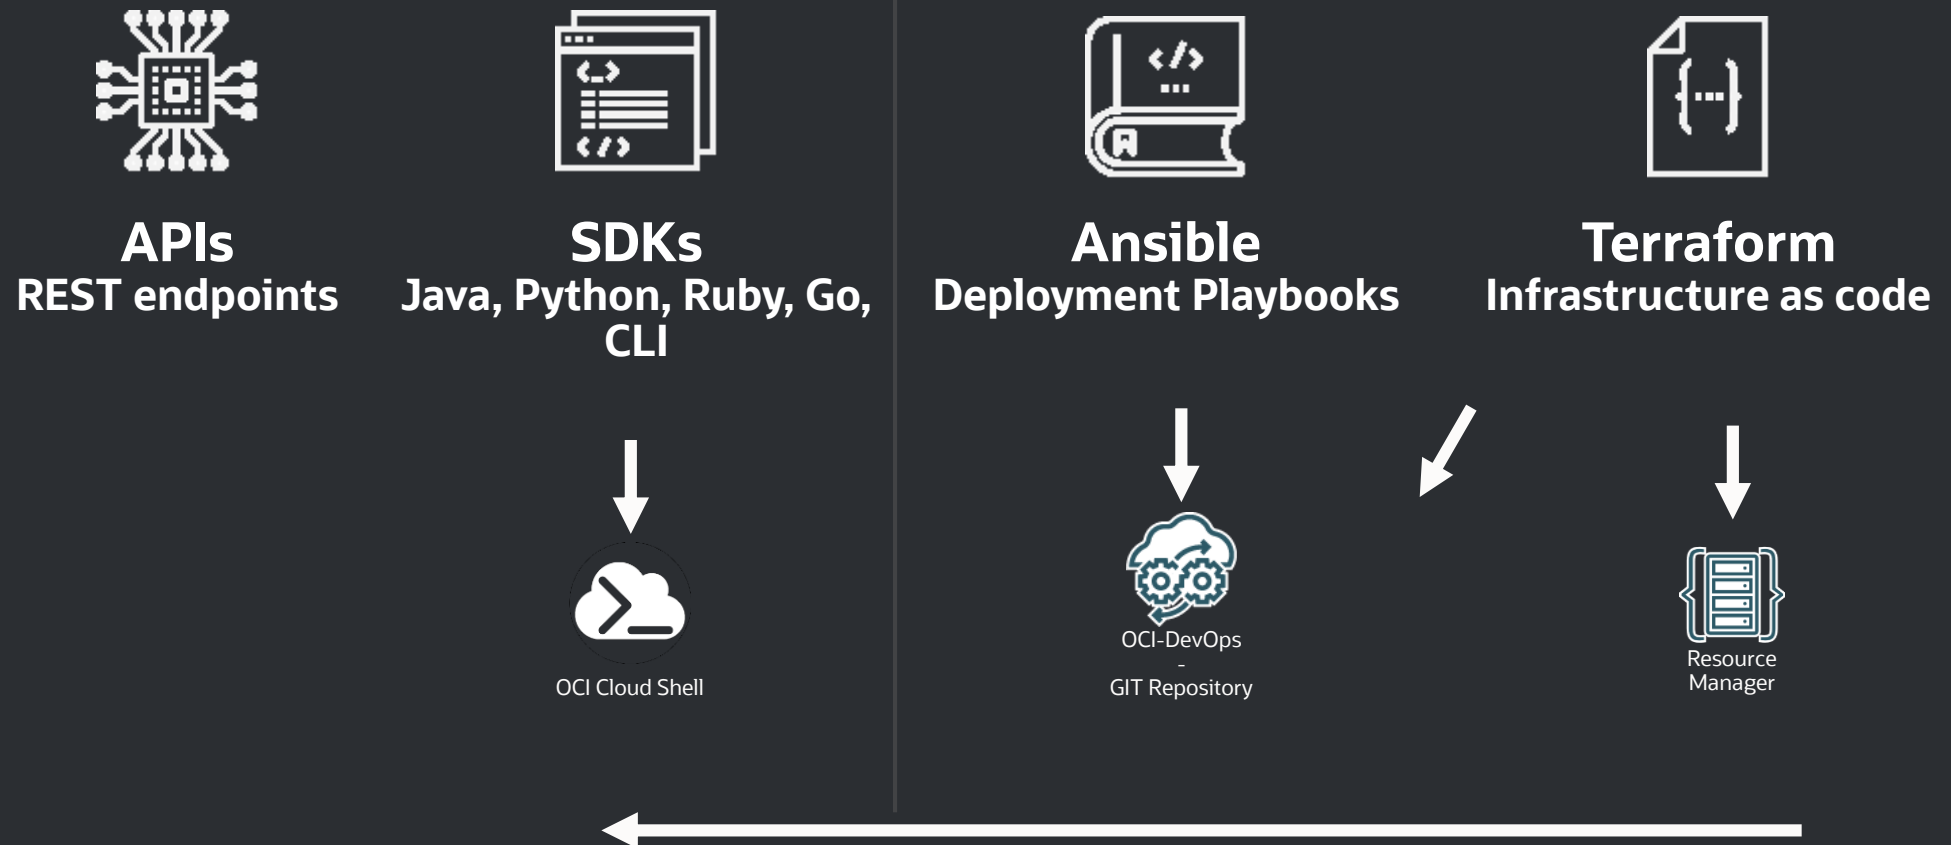 APIs
REST endpoints
SDKs
Java, Python, Ruby, Go,
CLI
Ansible
Deployment Playbooks
Terraform
Infrastructure as code
OCI Cloud Shell
OCI-DevOps
-
GIT Repository
Resource
Manager